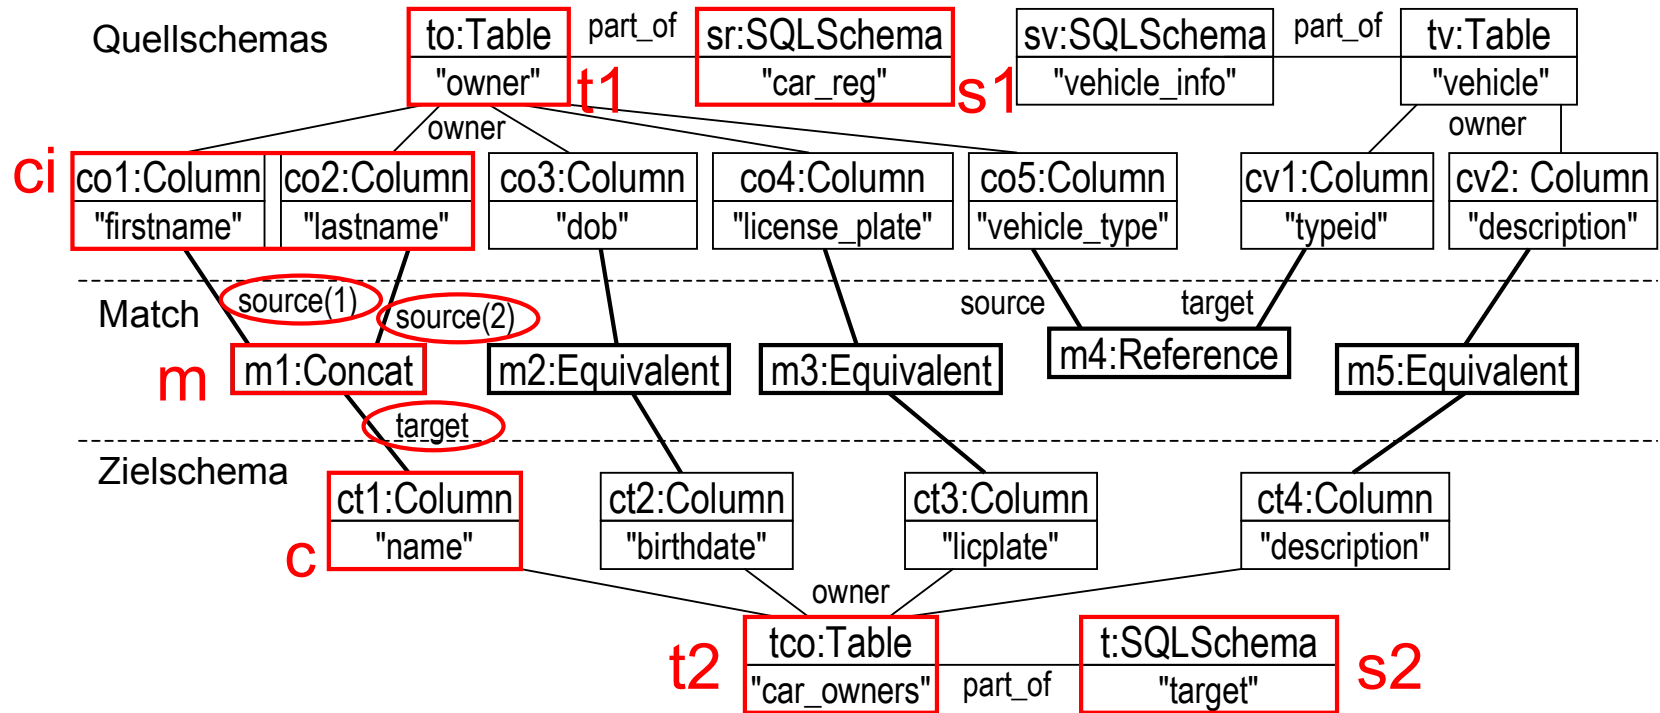 Quellschemas
to:Table part_of sr:SQLSchema sv:SQLSchema part_of tv:Table
"owner" t1 "car_reg" s1 "vehicle_info" "vehicle"
owner owner
ci co1:Column co2:Column co3:Column co4:Column co5:Column cv1:Column cv2: Column
"firstname" "lastname" "dob" "license_plate" "vehicle_type" "typeid" "description"
Match source(1) source(2) source target
m m1:Concat m2:Equivalent m3:Equivalent m4:Reference m5:Equivalent
target
Zielschema
ct1:Column ct2:Column ct3:Column ct4:Column
c "name" "birthdate" "licplate" "description"
owner
t2 tco:Table t:SQLSchema s2
"car_owners" part_of "target"